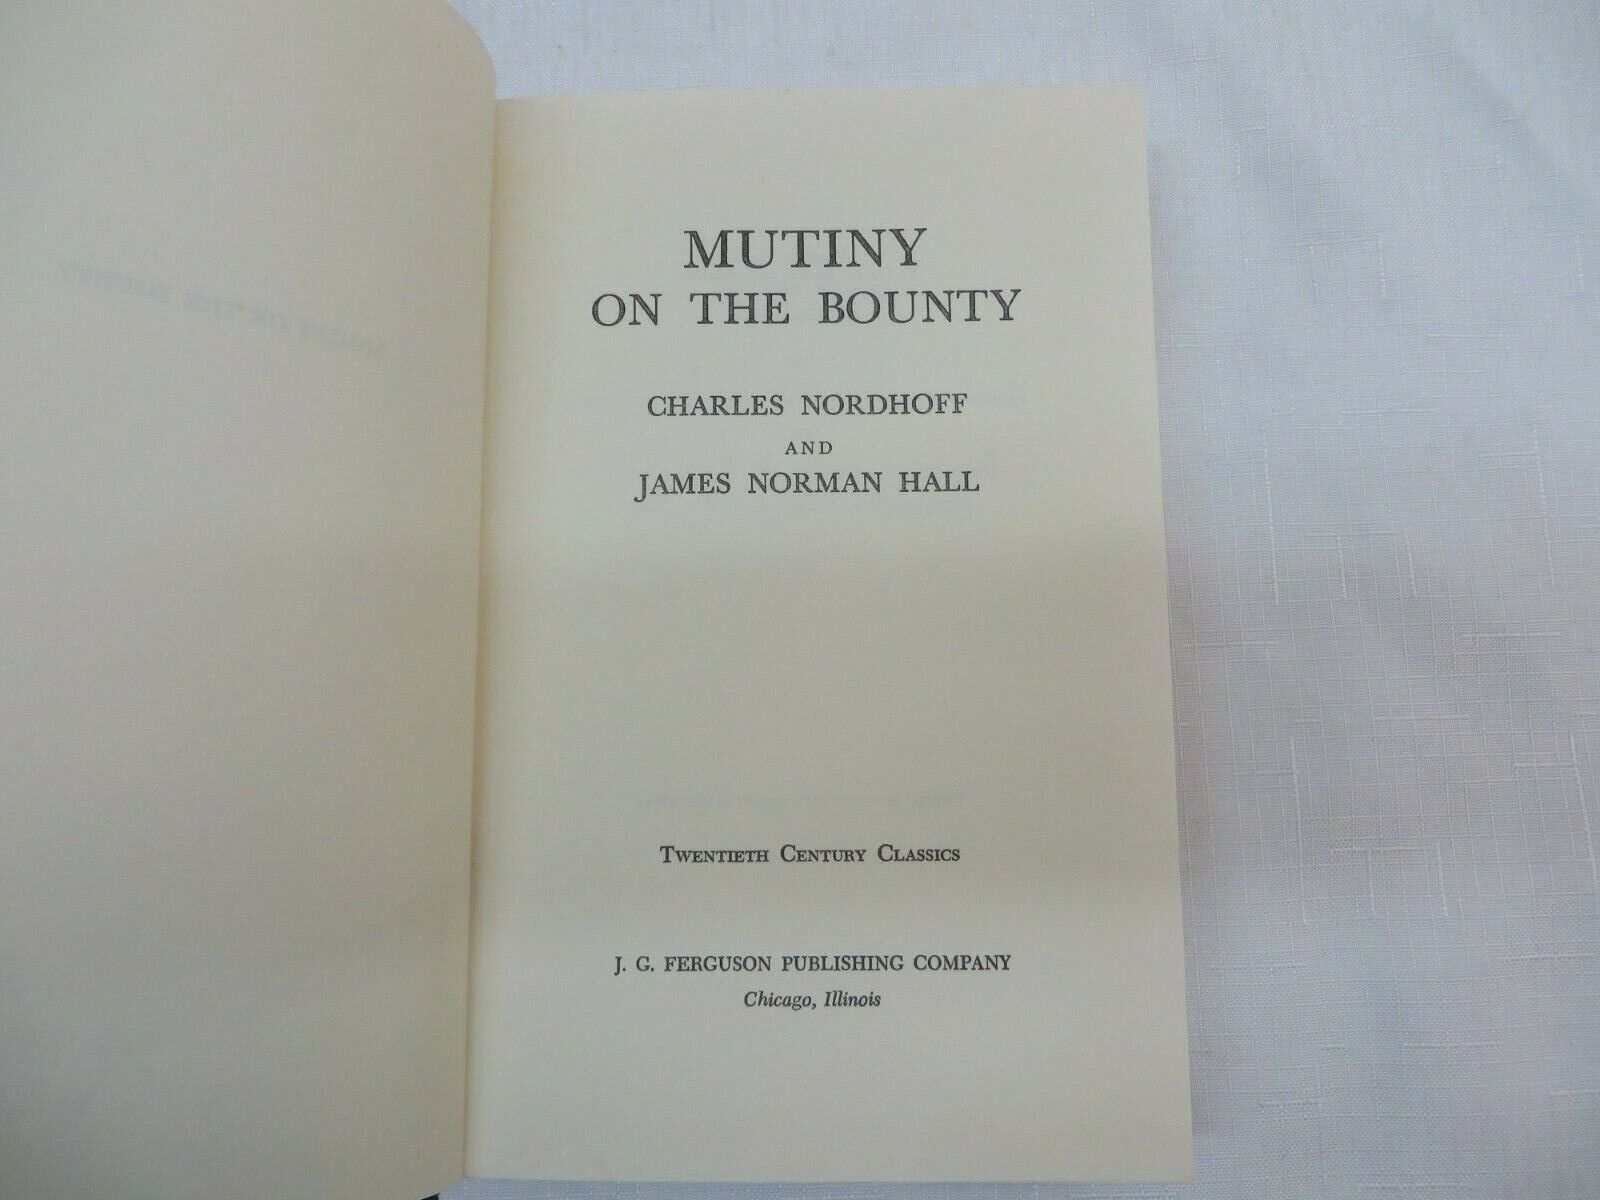 MUTINY
ON THE BOUNTY
CHARLES NORDHOFF
AND
JAMES NORMAN HALL
TWENTIETH CENTURY CLASSICS
J. G. FERGUSON PUBLISHING COMPANY
Chicago, Illinois